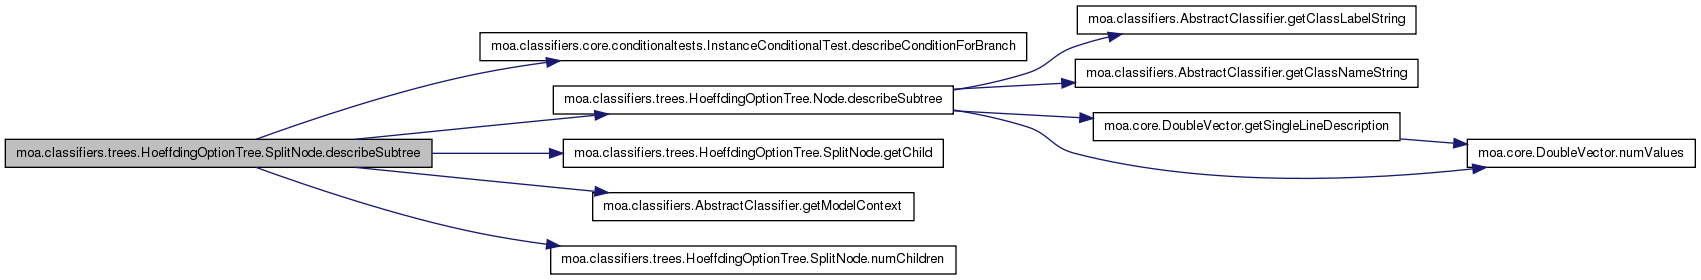 moa.classifiers.AbstractClassifier.getClassLabelString
moa.classifiers.core.conditionaltests.InstanceConditionalTest.describeConditionForBranch
moa.classifiers.AbstractClassifier.getClassNameString
moa.classifiers.trees.HoeffdingOptionTree.Node.describeSubtree
moa.core.DoubleVector.getSingleLineDescription
moa.classifiers.trees.HoeffdingOptionTree.SplitNode.describeSubtree
moa.classifiers.trees.HoeffdingOptionTree.SplitNode.getChild
moa.core.DoubleVector.numValues
moa.classifiers.AbstractClassifier.getModelContext
moa.classifiers.trees.HoeffdingOptionTree.SplitNode.numChildren